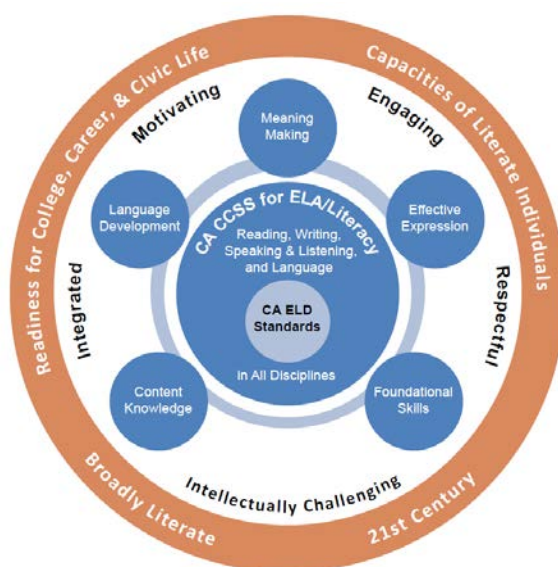 Readiness for College, Career, & Civic Life
Capacities of Literate Individuals
Motivating
Engaging
Meaning
Making
Language
Development
Effective
Expression
CA CCSS for ELA/Literacy
Reading, Writing,
Speaking & Listening,
and Language
CA ELD
Standards
in All Disciplines
Integrated
Respectful
Content
Knowledge
Foundational
Skills
Intellectually Challenging
Broadly Literate
21st Century